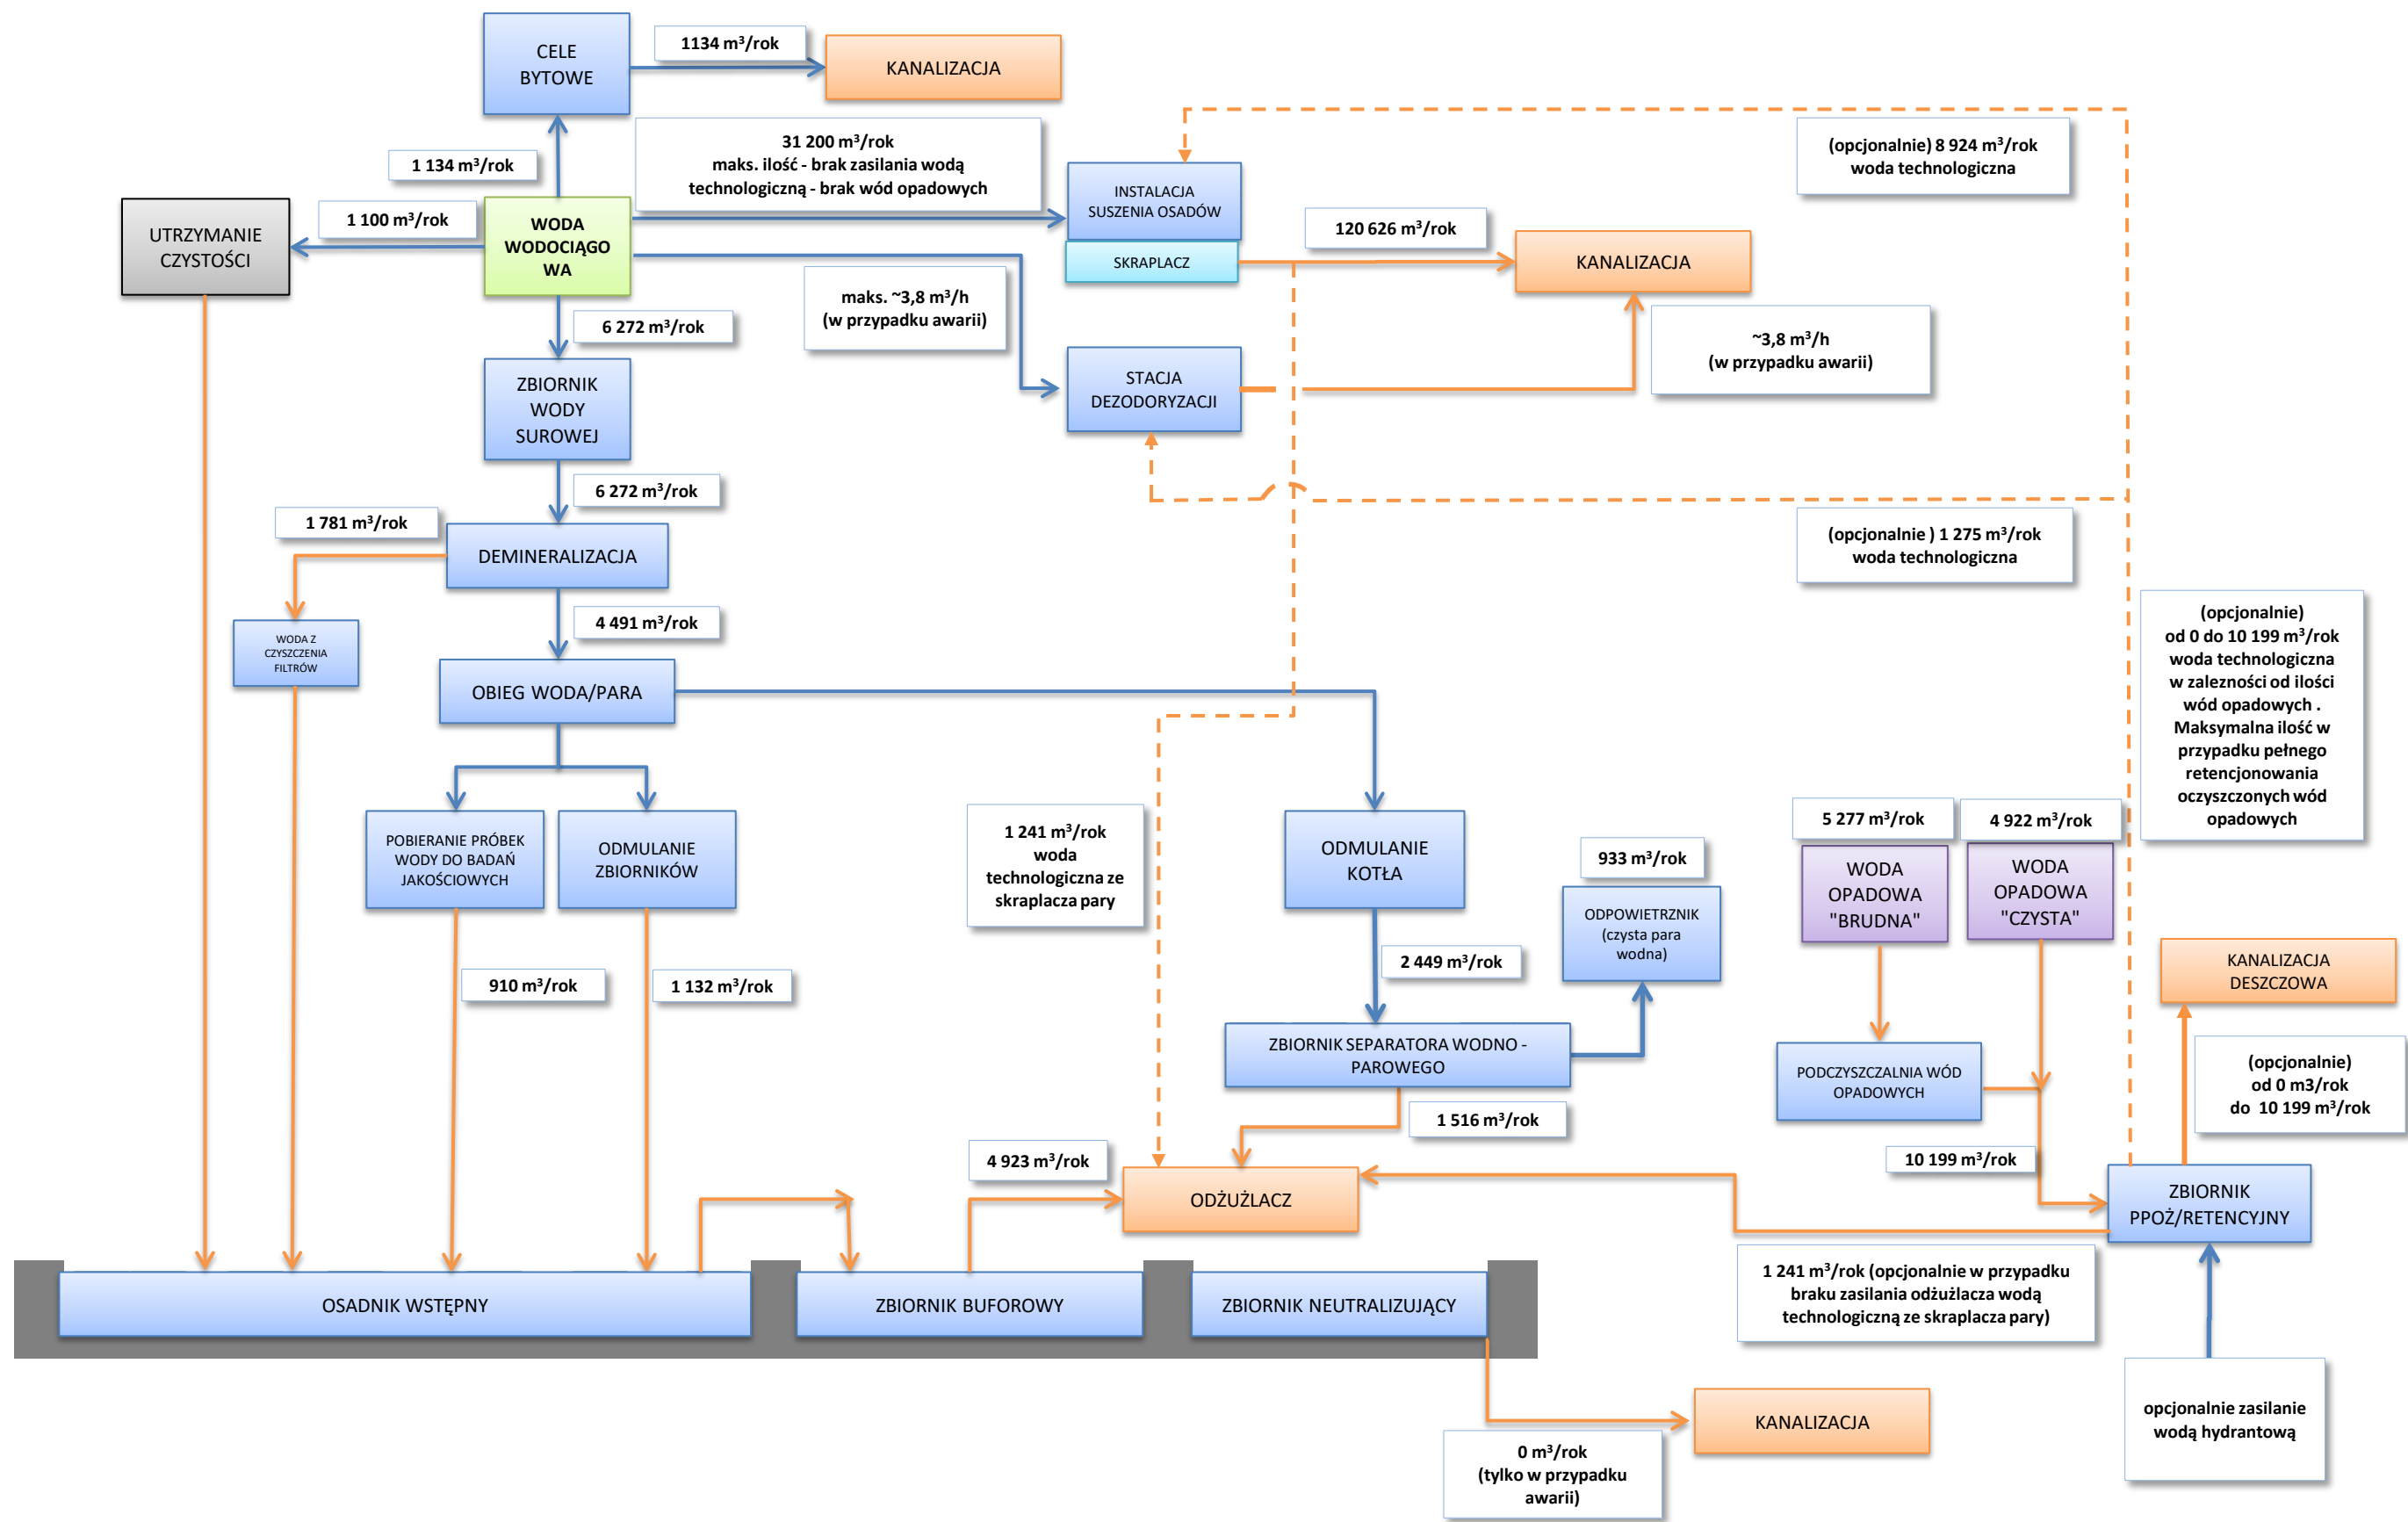 CELE
BYTOWE
1134 m³/rok
KANALIZACJA
1 134 m³/rok
31 200 m³/rok
maks. ilość - brak zasilania wodą
technologiczną - brak wód opadowych
(opcjonalnie) 8 924 m³/rok
woda technologiczna
UTRZYMANIE
CZYSTOŚCI
1 100 m³/rok
WODA
WODOCIĄGO
WA
INSTALACJA
SUSZENIA OSADÓW
SKRAPLACZ
120 626 m³/rok
KANALIZACJA
maks. ~3,8 m³/h
(w przypadku awarii)
6 272 m³/rok
~3,8 m³/h
(w przypadku awarii)
ZBIORNIK
WODY
SUROWEJ
STACJA
DEZODORYZACJI
6 272 m³/rok
1 781 m³/rok
DEMINERALIZACJA
(opcjonalnie ) 1 275 m³/rok
woda technologiczna
4 491 m³/rok
WODA Z
CZYSZCZENIA
FILTRÓW
OBIEG WODA/PARA
(opcjonalnie)
od 0 do 10 199 m³/rok
woda technologiczna
w zalezności od ilości
wód opadowych .
Maksymalna ilość w
przypadku pełnego
retencjonowania
oczyszczonych wód
opadowych
POBIERANIE PRÓBEK
WODY DO BADAŃ
JAKOŚCIOWYCH
ODMULANIE
ZBIORNIKÓW
1 241 m³/rok
woda
technologiczna ze
skraplacza pary
ODMULANIE
KOTŁA
933 m³/rok
ODPOWIETRZNIK
(czysta para
wodna)
5 277 m³/rok
4 922 m³/rok
WODA
OPADOWA
"BRUDNA"
WODA
OPADOWA
"CZYSTA"
910 m³/rok
1 132 m³/rok
2 449 m³/rok
KANALIZACJA
DESZCZOWA
ZBIORNIK SEPARATORA WODNO -
PAROWEGO
PODCZYSZCZALNIA WÓD
OPADOWYCH
(opcjonalnie)
od 0 m3/rok
do 10 199 m³/rok
1 516 m³/rok
4 923 m³/rok
10 199 m³/rok
ODŻUŻLACZ
ZBIORNIK
PPOŻ/RETENCYJNY
OSADNIK WSTĘPNY
ZBIORNIK BUFOROWY
ZBIORNIK NEUTRALIZUJĄCY
1 241 m³/rok (opcjonalnie w przypadku
braku zasilania odżużlacza wodą
technologiczną ze skraplacza pary)
KANALIZACJA
0 m³/rok
(tylko w przypadku
awarii)
opcjonalnie zasilanie
wodą hydrantową